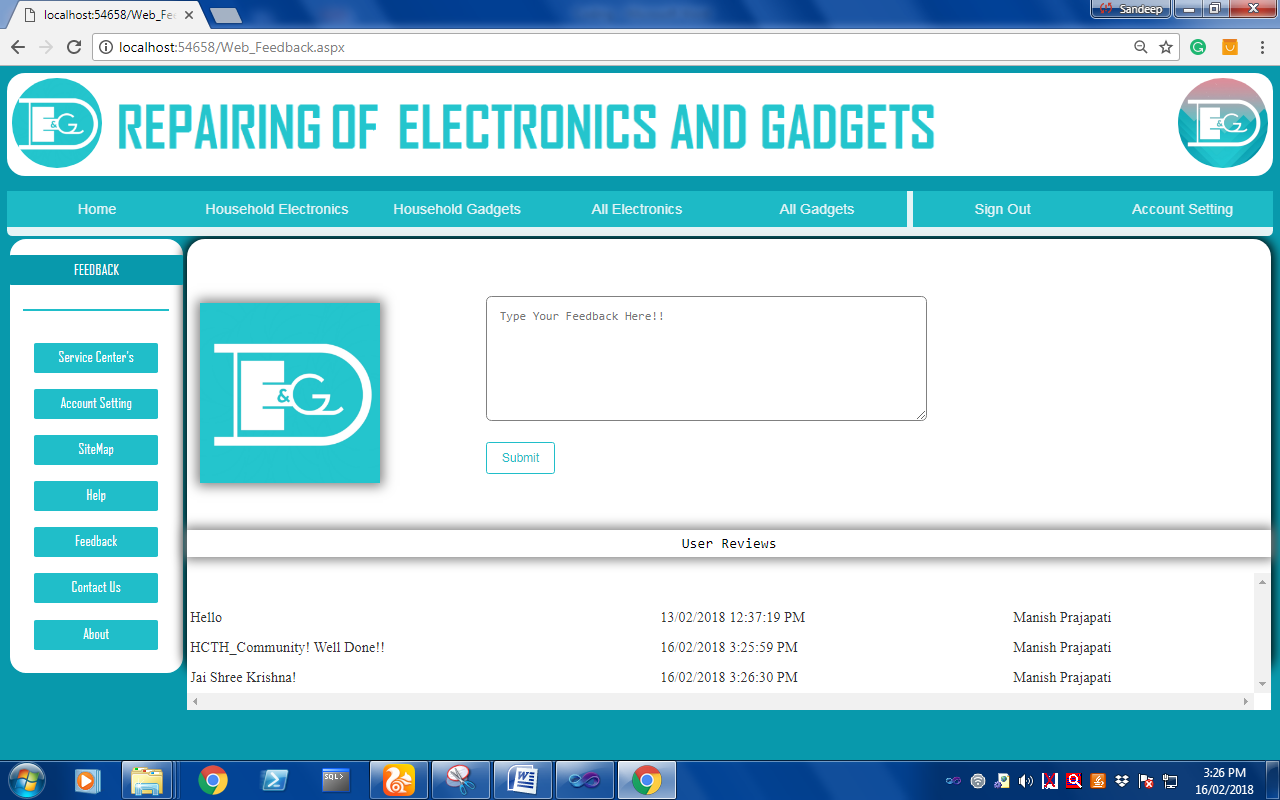 localhost:54658/Web_Fe
Sandeep
localhost:54658/Web_Feedback.aspx
E&G
REPAIRING OF ELECTRONICS AND GADGETS
E&G
Home Household Electronics Household Gadgets All Electronics All Gadgets Sign Out Account Setting
FEEDBACK
Service Center's
Account Setting
SiteMap
Help
Feedback
Contact Us
About
E&G
Type Your Feedback Here!!
Submit
User Reviews
Hello 13/02/2018 12:37:19 PM Manish Prajapati
HCTH_Community! Well Done!! 16/02/2018 3:25:59 PM Manish Prajapati
Jai Shree Krishna! 16/02/2018 3:26:30 PM Manish Prajapati
SQL>
3:26 PM
16/02/2018